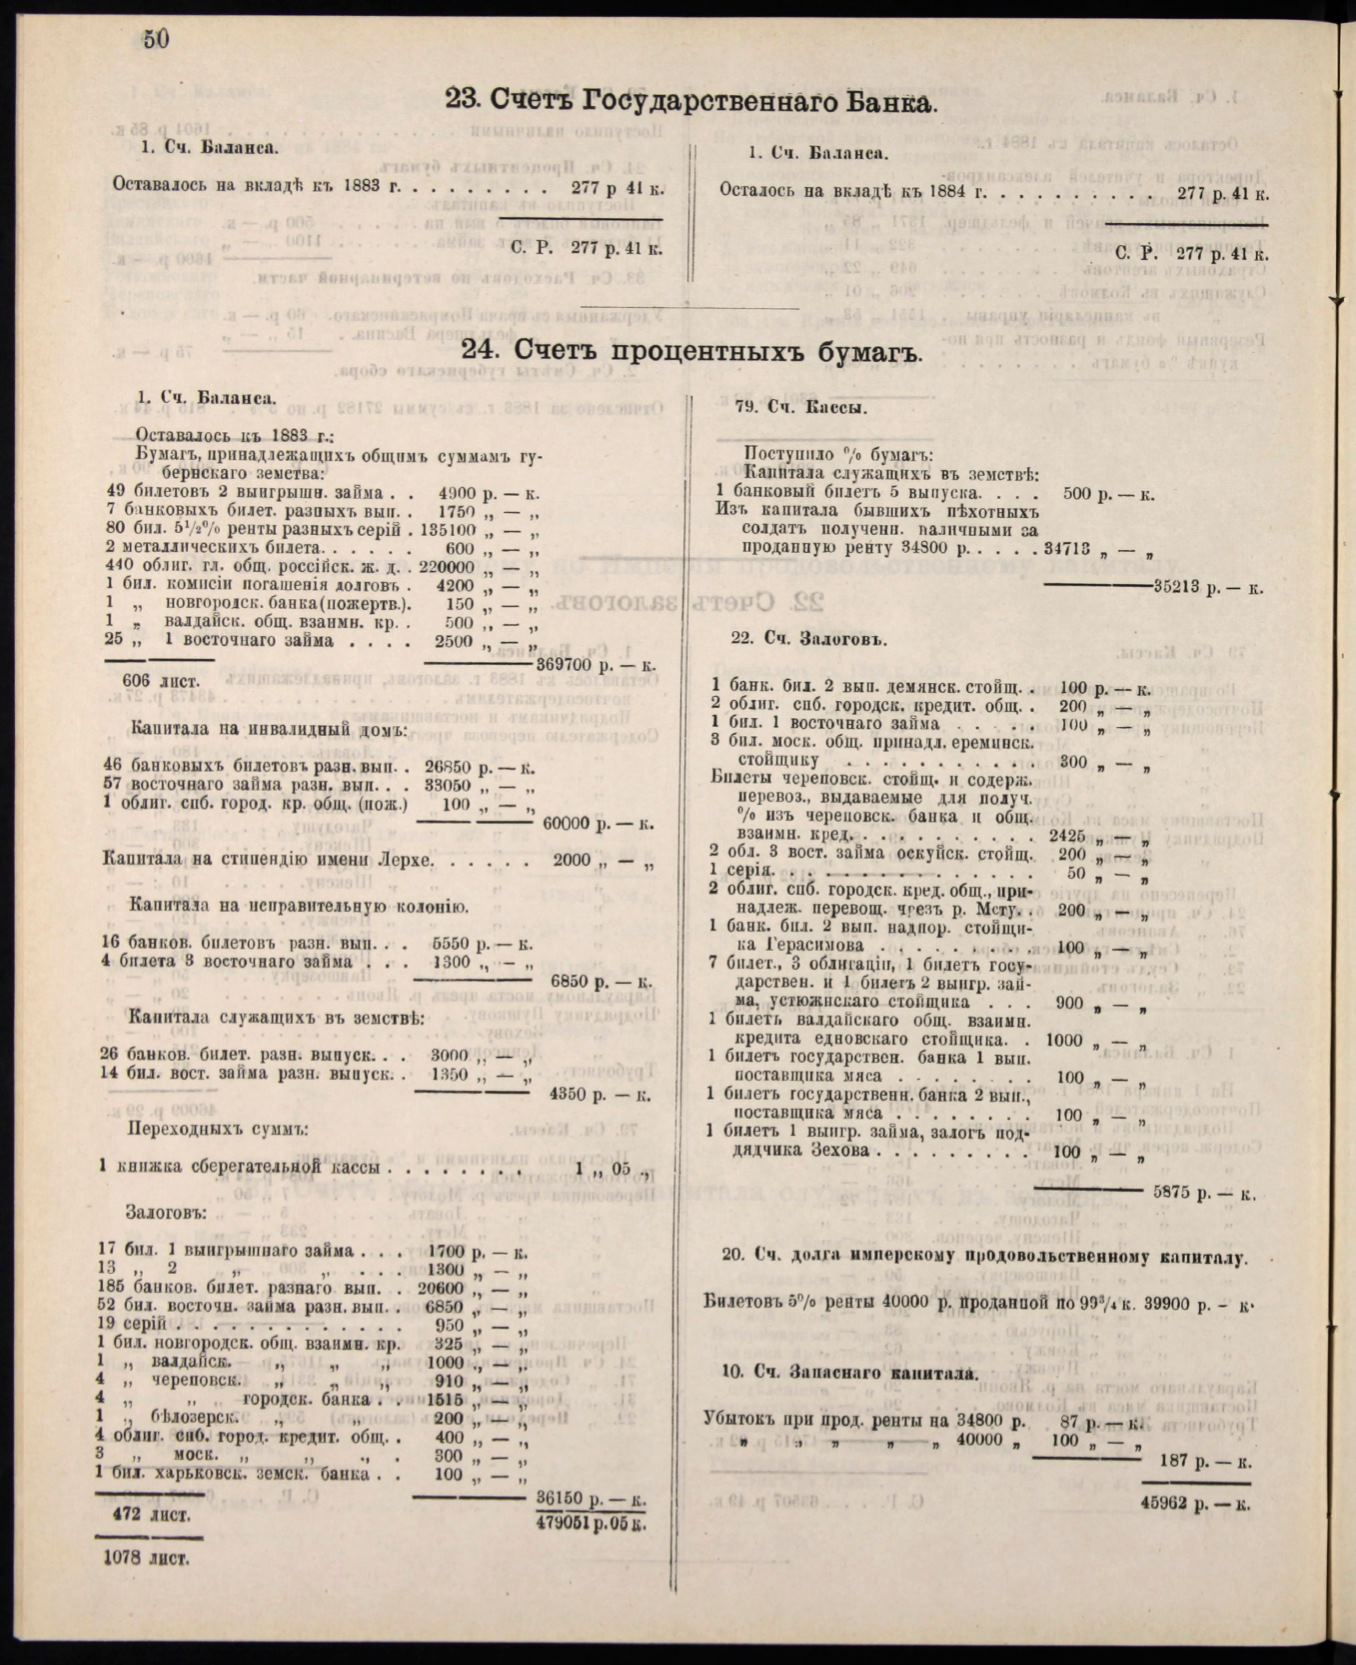 50
23. Счетъ Государственнаго Банка.
1. Сч. Баланса.
Оставалось на вкладѣ къ 1883 г. . . . . . . . . 277 р 41 к.
С. Р. 277 р. 41 к.
1. Сч. Баланса.
Осталось на вкладѣ къ 1884 г. . . . . . . . . . 277 р. 41 к.
С. Р. 277 р. 41 к.
24. Счетъ процентныхъ бумагъ.
1. Сч. Баланса.
Оставалось къ 1883 г.:
Бумагъ, принадлежащихъ общимъ суммамъ гу-
бернскаго земства:
49 билетовъ 2 выигрышн. займа . . 4900 р. — к.
7 банковыхъ билет. разныхъ вып. . 1750 „ — „
80 бил. 5½% ренты разныхъ серій . 135100 „ — „
2 металлическихъ билета. . . . . . 600 „ — „
440 облиг. гл. общ. россійск. ж. д. . 220000 „ — „
1 бил. комисіи погашенія долговъ . 4200 „ — „
1 „ новгородск. банка (пожертв.). 150 „ — „
1 „ валдайск. общ. взаимн. кр. . 500 „ — „
25 „ 1 восточнаго займа . . . . 2500 „ — „
369700 р. — к.
606 лист.
Капитала на инвалидный домъ:
46 банковыхъ билетовъ разн. вып. . 26850 р. — к.
57 восточнаго займа разн. вып. . . 33050 „ — „
1 облиг. спб. город. кр. общ. (пож.) 100 „ — „
60000 р. — к.
Капитала на стипендію имени Лерхе. . . . . . 2000 „ — „
Капитала на исправительную колонію.
16 банков. билетовъ разн. вып. . . 5550 р. — к.
4 билета 3 восточнаго займа . . . 1300 „ — „
6850 р. — к.
Капитала служащихъ въ земствѣ:
26 банков. билет. разн. выпуск. . . 3000 „ — „
14 бил. вост. займа разн. выпуск. . 1350 „ — „
4350 р. — к.
Переходныхъ суммъ:
1 книжка сберегательной кассы . . . . . . . . 1 „ 05 „
Залоговъ:
17 бил. 1 выигрышнаго займа . . . 1700 р. — к.
13 „ 2 „ „ . . . 1300 „ — „
185 банков. билет. разнаго вып. . 20600 „ — „
52 бил. восточн. займа разн. вып. . 6850 „ — „
19 серій . . . . . . . . . . . . . 950 „ — „
1 бил. новгородск. общ. взаимн. кр. 325 „ — „
1 „ валдайск. „ „ „ 1000 „ — „
4 „ череповск. „ „ „ 910 „ — „
4 „ „ городск. банка . . 1515 „ — „
1 „ бѣлозерск. „ „ 200 „ — „
4 облиг. спб. город. кредит. общ. . 400 „ — „
3 „ моск. „ „ „ . 300 „ — „
1 бил. харьковск. земск. банка . . 100 „ — „
36150 р. — к.
472 лист.
479051 р. 05 к.
1078 лист.
79. Сч. Кассы.
Поступило % бумагъ:
Капитала служащихъ въ земствѣ:
1 банковый билетъ 5 выпуска. . . . 500 р. — к.
Изъ капитала бывшихъ пѣхотныхъ
солдатъ полученн. наличными за
проданную ренту 34800 р. . . . . 34713 „ — „
35213 р. — к.
22. Сч. Залоговъ.
1 банк. бил. 2 вып. демянск. стойщ. . 100 р. — к.
2 облиг. спб. городск. кредит. общ. . 200 „ — „
1 бил. 1 восточнаго займа . . . . 100 „ — „
3 бил. моск. общ. принадл. ереминск.
стойщику . . . . . . . . . . . 300 „ — „
Билеты череповск. стойщ. и содерж.
перевоз., выдаваемые для получ.
% изъ череповск. банка и общ.
взаимн. кред. . . . . . . . . . . 2425 „ — „
2 обл. 3 вост. займа оскуйск. стойщ. 200 „ — „
1 серія. . . . . . . . . . . . . . 50 „ — „
2 облиг. спб. городск. кред. общ., при-
надлеж. перевощ. чрезъ р. Мсту. . 200 „ — „
1 банк. бил. 2 вып. надпор. стойщи-
ка Герасимова . . . . . . . . . 100 „ — „
7 билет., 3 облигаціи, 1 билетъ госу-
дарствен. и 1 билетъ 2 выигр. зай-
ма, устюжнскаго стойщика . . . 900 „ — „
1 билетъ валдайскаго общ. взаимн.
кредита едновскаго стойщика. . 1000 „ — „
1 билетъ государствен. банка 1 вып.
поставщика мяса . . . . . . . . 100 „ — „
1 билетъ государственн. банка 2 вып.,
поставщика мяса . . . . . . . . 100 „ — „
1 билетъ 1 выигр. займа, залогъ под-
дядчика Зехова . . . . . . . . . 100 „ — „
5875 р. — к.
20. Сч. долга имперскому продовольственному капиталу.
Билетовъ 5% ренты 40000 р. проданной по 99¾ к. 39900 р. - к.
10. Сч. Запаснаго капитала.
Убытокъ при прод. ренты на 34800 р. 87 р. — к.
„ „ „ „ „ 40000 „ 100 „ — „
187 р. — к.
45962 р. — к.